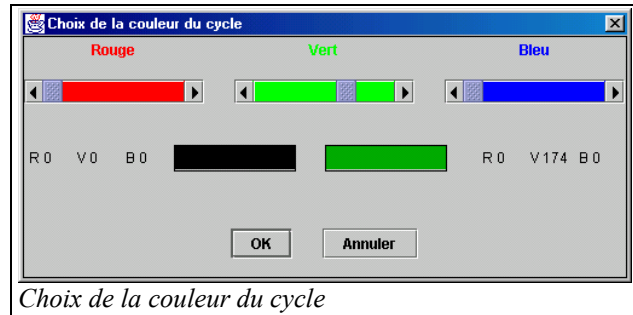 Choix de la couleur du cycle
Rouge Vert Bleu
R 0 V 0 B 0 R 0 V 174 B 0
OK Annuler
Choix de la couleur du cycle